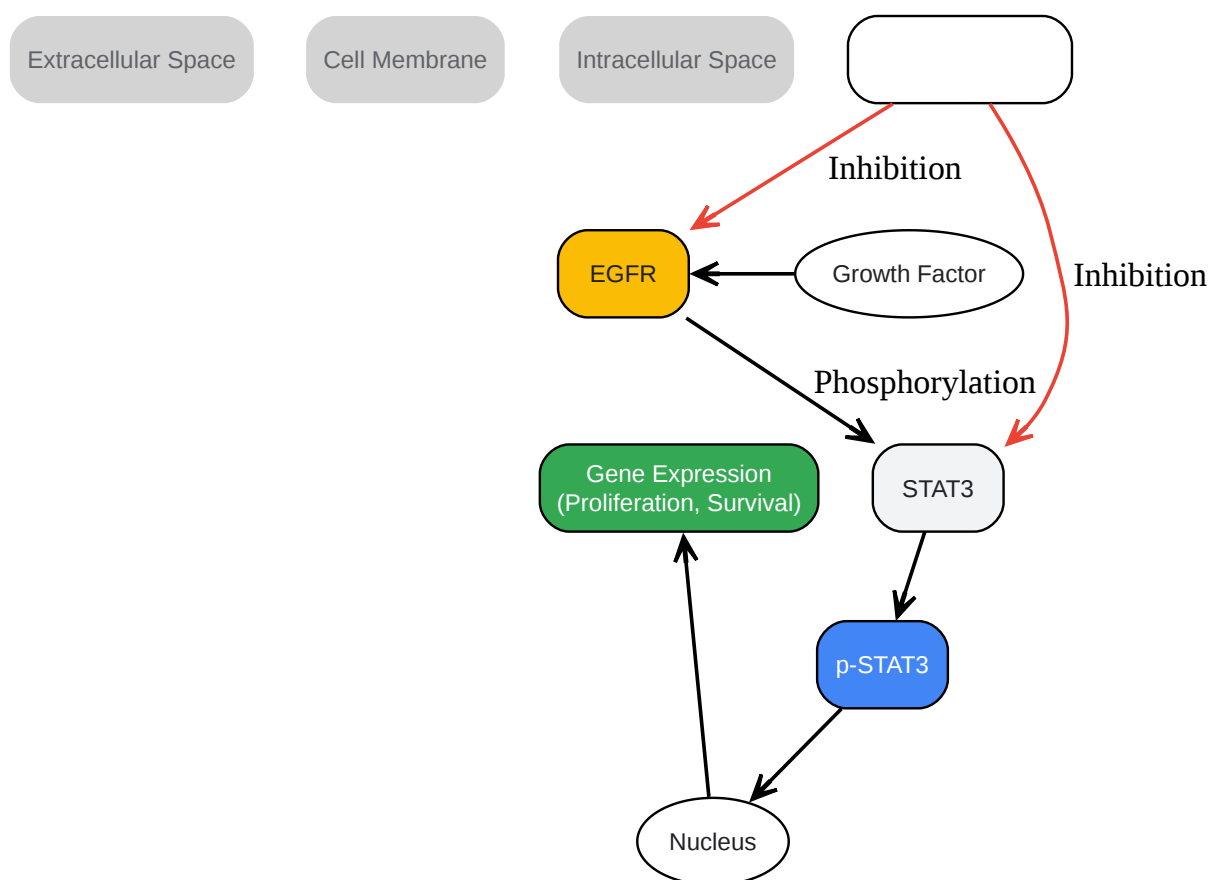 Extracellular Space
Cell Membrane
Intracellular Space
Inhibition
EGFR
Growth Factor
Inhibition
Phosphorylation
Gene Expression
(Proliferation, Survival)
STAT3
p-STAT3
Nucleus